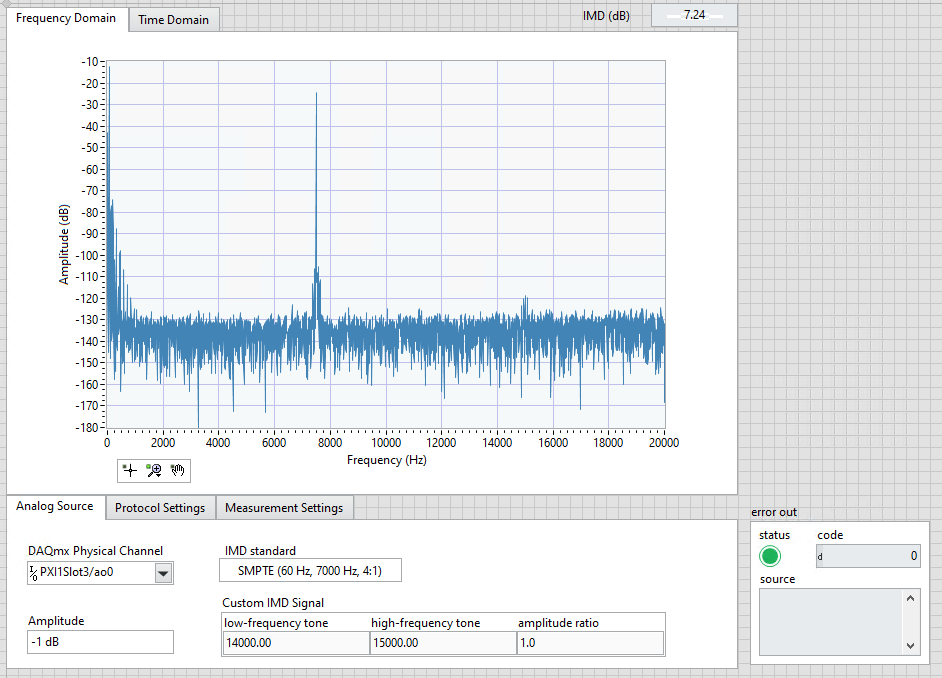 Frequency Domain
Time Domain
IMD (dB)
7.24
-10
-20
-30
-40
-50
-60
-70
-80
-90
-100
-110
-120
-130
-140
-150
-160
-170
-180
Amplitude (dB)
0 2000 4000 6000 8000 10000 12000 14000 16000 18000 20000
Frequency (Hz)
Analog Source
Protocol Settings
Measurement Settings
DAQmx Physical Channel
I/O PXI1Slot3/ao0
IMD standard
SMPTE (60 Hz, 7000 Hz, 4:1)
Custom IMD Signal
low-frequency tone high-frequency tone amplitude ratio
14000.00 15000.00 1.0
Amplitude
-1 dB
error out
status code
d 0
source